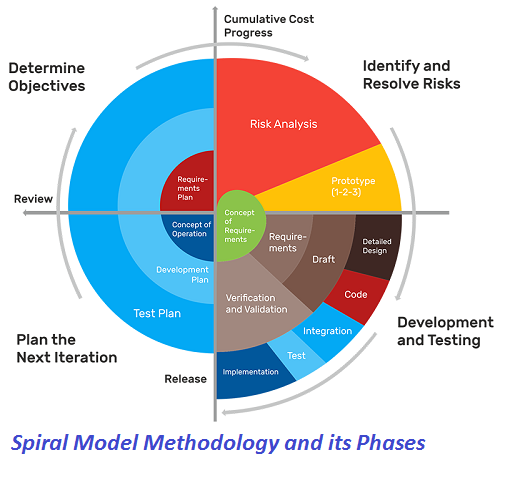 Cumulative Cost
Progress
Determine
Objectives
Identify and
Resolve Risks
Risk Analysis
Require-
ments
Plan
Prototype
(1-2-3)
Review
Concept of
Operation
Concept
of
Require-
ments
Require-
ments
Draft
Detailed
Design
Development
Plan
Test Plan
Verification
and Validation
Code
Integration
Test
Implementation
Development
and Testing
Plan the
Next Iteration
Release
Spiral Model Methodology and its Phases